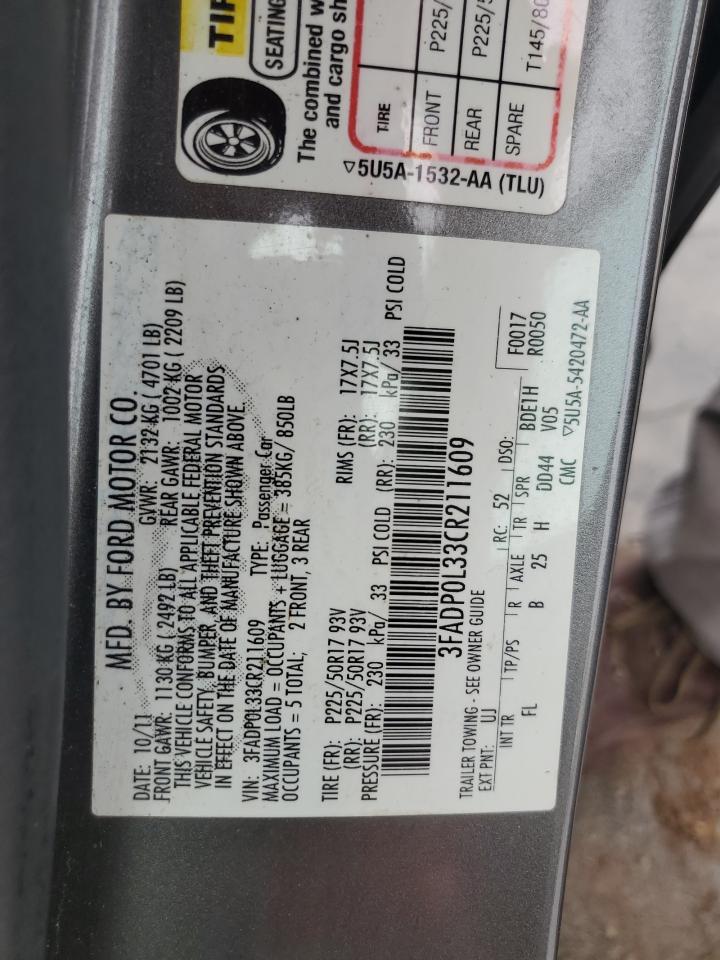 TIR
SEATING
The combined w
and cargo sh
TIRE
FRONT P225/
REAR P225/5
SPARE T145/80
▽5U5A-1532-AA (TLU)
MFD. BY FORD MOTOR CO.
DATE: 10/11 GVWR: 2132 KG ( 4701 LB)
FRONT GAWR: 1130 KG ( 2492 LB) REAR GAWR: 1002 KG ( 2209 LB)
THIS VEHICLE CONFORMS TO ALL APPLICABLE FEDERAL MOTOR
VEHICLE SAFETY, BUMPER, AND THEFT PREVENTION STANDARDS
IN EFFECT ON THE DATE OF MANUFACTURE SHOWN ABOVE.
VIN: 3FADP0L33CR211609 TYPE: Passenger Car
MAXIMUM LOAD = OCCUPANTS + LUGGAGE = 385KG/ 850LB
OCCUPANTS = 5 TOTAL; 2 FRONT, 3 REAR
TIRE (FR): P225/50R17 93V RIMS (FR): 17X7.5J
(RR): P225/50R17 93V (RR): 17X7.5J
PRESSURE (FR): 230 kPa/ 33 PSI COLD (RR): 230 kPa/ 33 PSI COLD
3FADP0L33CR211609
TRAILER TOWING - SEE OWNER GUIDE
EXT PNT: UJ RC: 52 DSO: F0017
R0050
INT TR TP/PS R AXLE TR SPR BDE1H
FL B 25 H DD44 V05
CMC ▽5U5A-5420472-AA